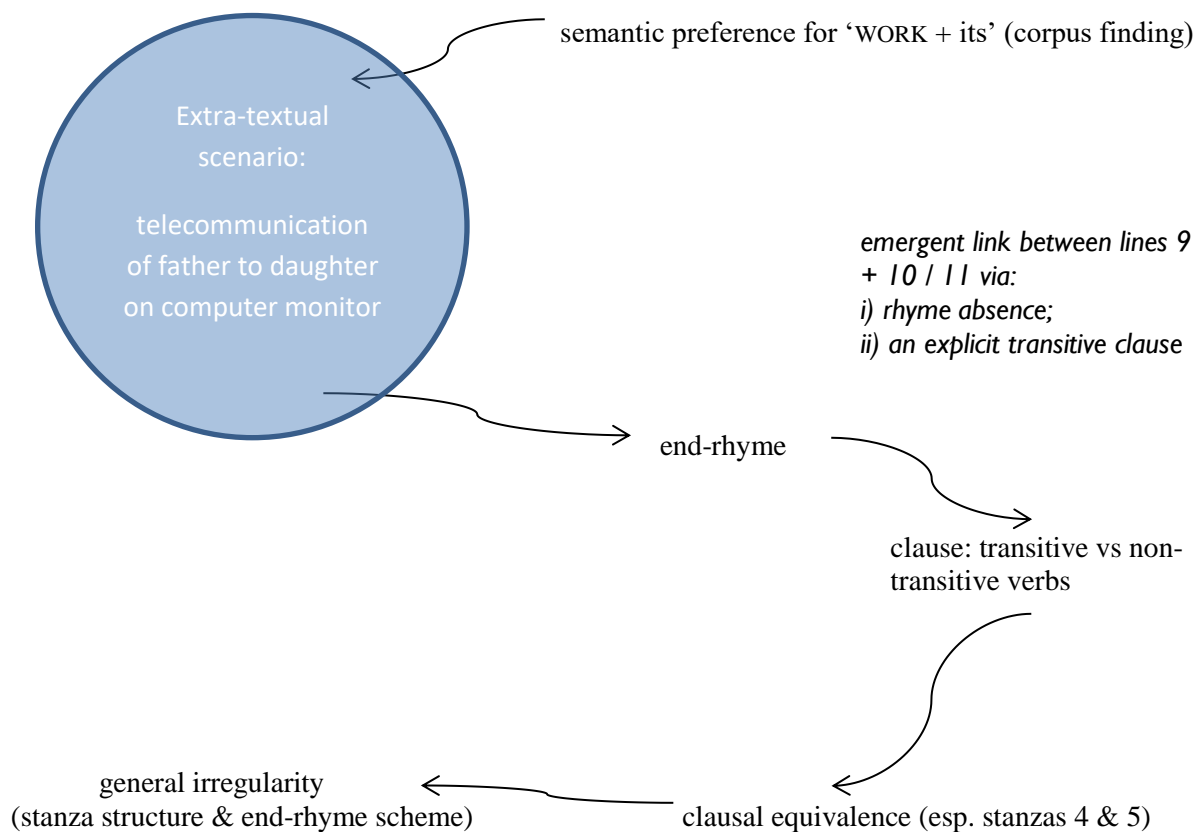 semantic preference for ‘WORK + its’ (corpus finding)
Extra-textual
scenario:
telecommunication
of father to daughter
on computer monitor
emergent link between lines 9
+ 10 / 11 via:
i) rhyme absence;
ii) an explicit transitive clause
end-rhyme
clause: transitive vs non-
transitive verbs
clausal equivalence (esp. stanzas 4 & 5)
general irregularity
(stanza structure & end-rhyme scheme)